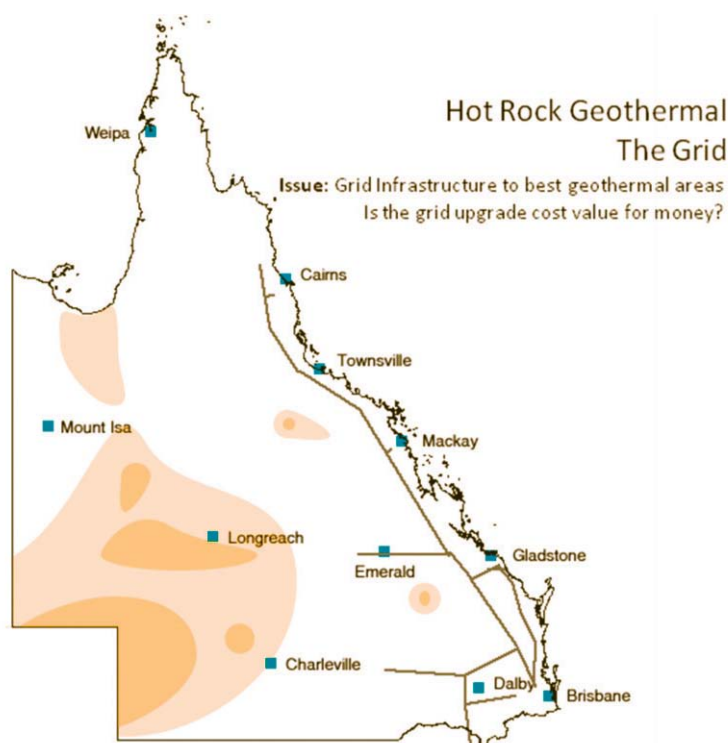 Hot Rock Geothermal
The Grid
Issue: Grid Infrastructure to best geothermal areas
Is the grid upgrade cost value for money?
Weipa
Cairns
Townsville
Mount Isa
Mackay
Longreach
Gladstone
Emerald
Charleville
Dalby
Brisbane